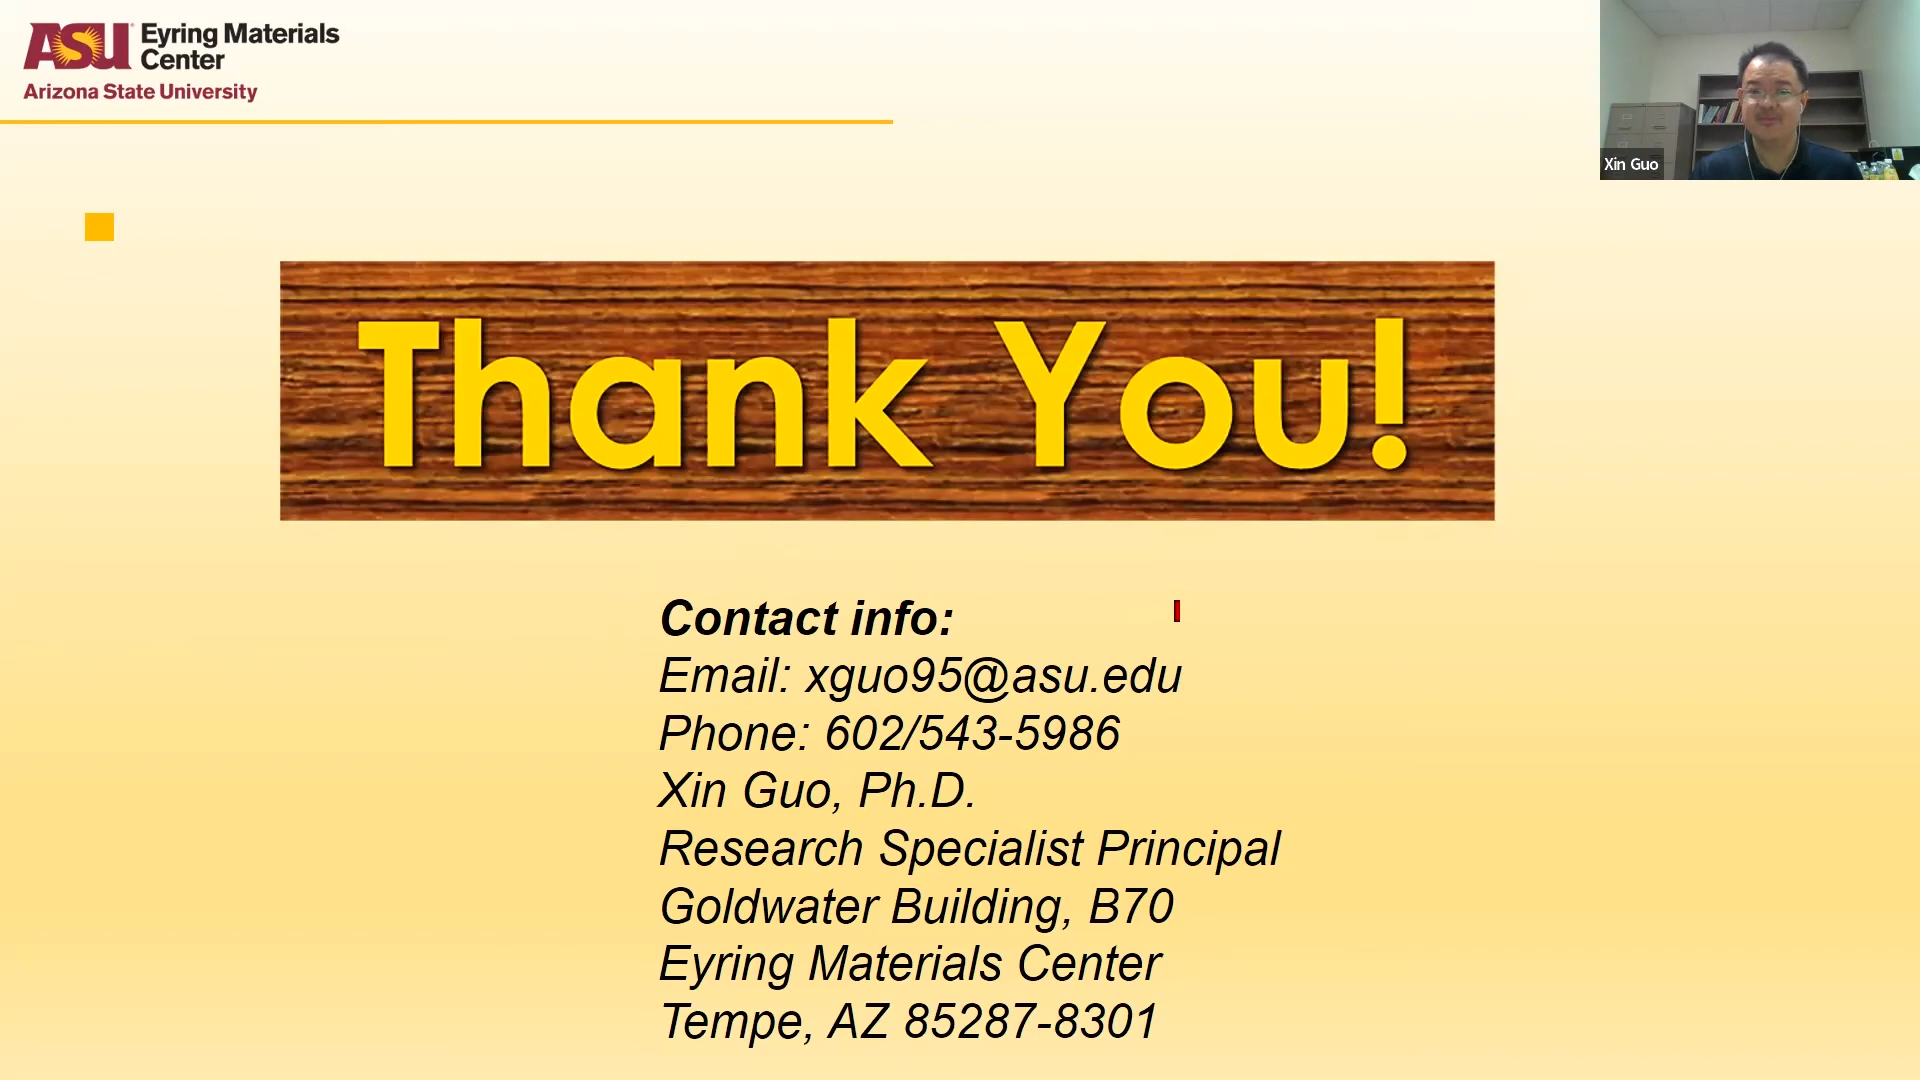 ASU Eyring Materials
Center
Arizona State University
Xin Guo
Thank You!
Contact info:
Email: xguo95@asu.edu
Phone: 602/543-5986
Xin Guo, Ph.D.
Research Specialist Principal
Goldwater Building, B70
Eyring Materials Center
Tempe, AZ 85287-8301